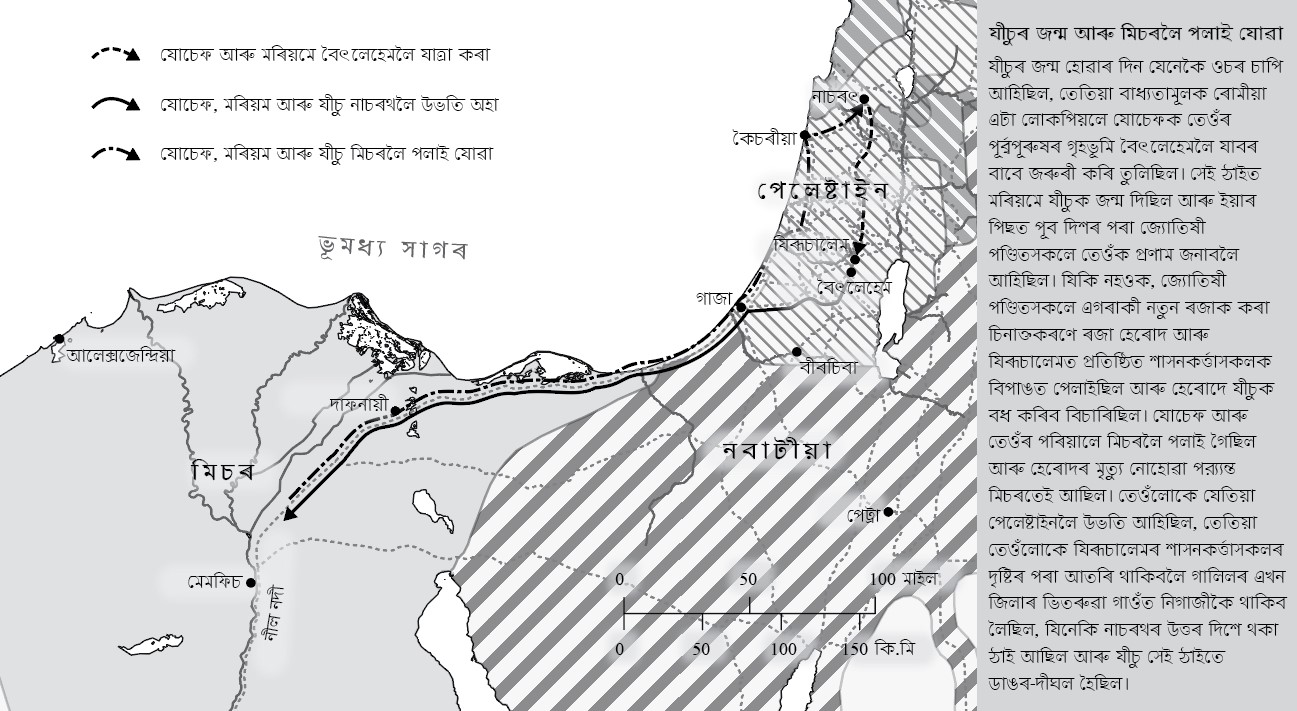 যোচেফ আৰু মৰিয়মে বৈৎলেহেমলৈ যাত্ৰা কৰা
যোচেফ, মৰিয়ম আৰু যীচু নাচৰথলৈ উভতি অহা
যোচেফ, মৰিয়ম আৰু যীচু মিচৰলৈ পলাই যোৱা
নাচৰৎ
কৈচৰীয়া
পেলেষ্টাইন
ভূমধ্য সাগৰ
যিৰূচালেম
বৈৎলেহেম
গাজা
আলেক্সজেন্দ্ৰিয়া
বীৰচিবা
দাফনায়ী
মিচৰ
নবাটীয়া
পেট্ৰা
মেমফিচ
নীল নদী
0 50 100 মাইল
0 50 100 150 কি.মি
যীচুৰ জন্ম আৰু মিচৰলৈ পলাই যোৱা
যীচুৰ জন্ম হোৱাৰ দিন যেনেকৈ ওচৰ চাপি
আহিছিল, তেতিয়া বাধ্যতামূলক ৰোমীয়া
এটা লোকপিয়লে যোচেফক তেওঁৰ
পূৰ্ব্বপূৰুষৰ গৃহভূমি বৈৎলেহেমলৈ যাবৰ
বাবে জৰুৰী কৰি তুলিছিল। সেই ঠাইত
মৰিয়মে যীচুক জন্ম দিছিল আৰু ইয়াৰ
পিছত পূব দিশৰ পৰা জ্যোতিষী
পণ্ডিতসকলে তেওঁক প্ৰণাম জনাবলৈ
আহিছিল। যিকি নহওক, জ্যোতিষী
পণ্ডিতসকলে এগৰাকী নতুন ৰজাক কৰা
চিনাক্তকৰণে ৰজা হেৰোদ আৰু
যিৰূচালেমত প্ৰতিষ্ঠিত শাসনকৰ্ত্তাসকলক
বিপাঙত পেলাইছিল আৰু হেৰোদে যীচুক
বধ কৰিব বিচাৰিছিল। যোচেফ আৰু
তেওঁৰ পৰিয়ালে মিচৰলৈ পলাই গৈছিল
আৰু হেৰোদৰ মৃত্যু নোহোৱা পৰ্য্যন্ত
মিচৰতেই আছিল। তেওঁলোকে যেতিয়া
পেলেষ্টাইনলৈ উভতি আহিছিল, তেতিয়া
তেওঁলোকে যিৰূচালেমৰ শাসনকৰ্ত্তাসকলৰ
দৃষ্টিৰ পৰা আতৰি থাকিবলৈ গালিলৰ এখন
জিলাৰ ভিতৰুৱা গাওঁত নিগাজীকৈ থাকিব
লৈছিল, যিনেকি নাচৰথৰ উত্তৰ দিশে থকা
ঠাই আছিল আৰু যীচু সেই ঠাইতে
ডাঙৰ-দীঘল হৈছিল।